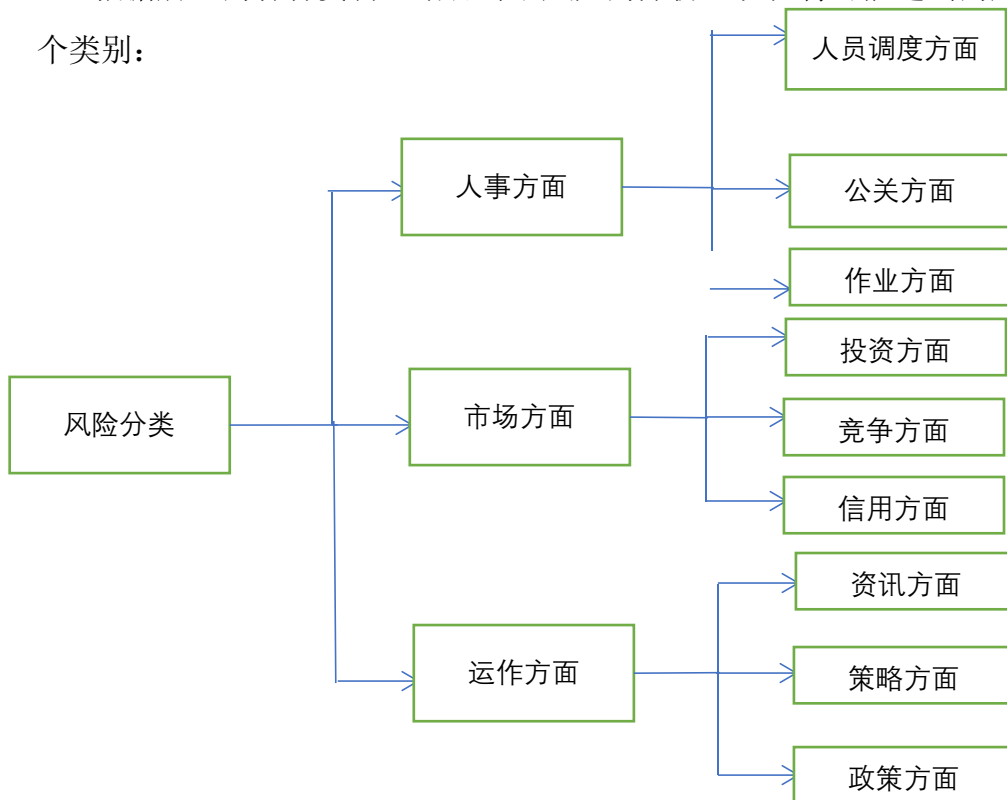 个类别：
人员调度方面
人事方面
公关方面
作业方面
投资方面
市场方面
风险分类
竞争方面
信用方面
资讯方面
运作方面
策略方面
政策方面